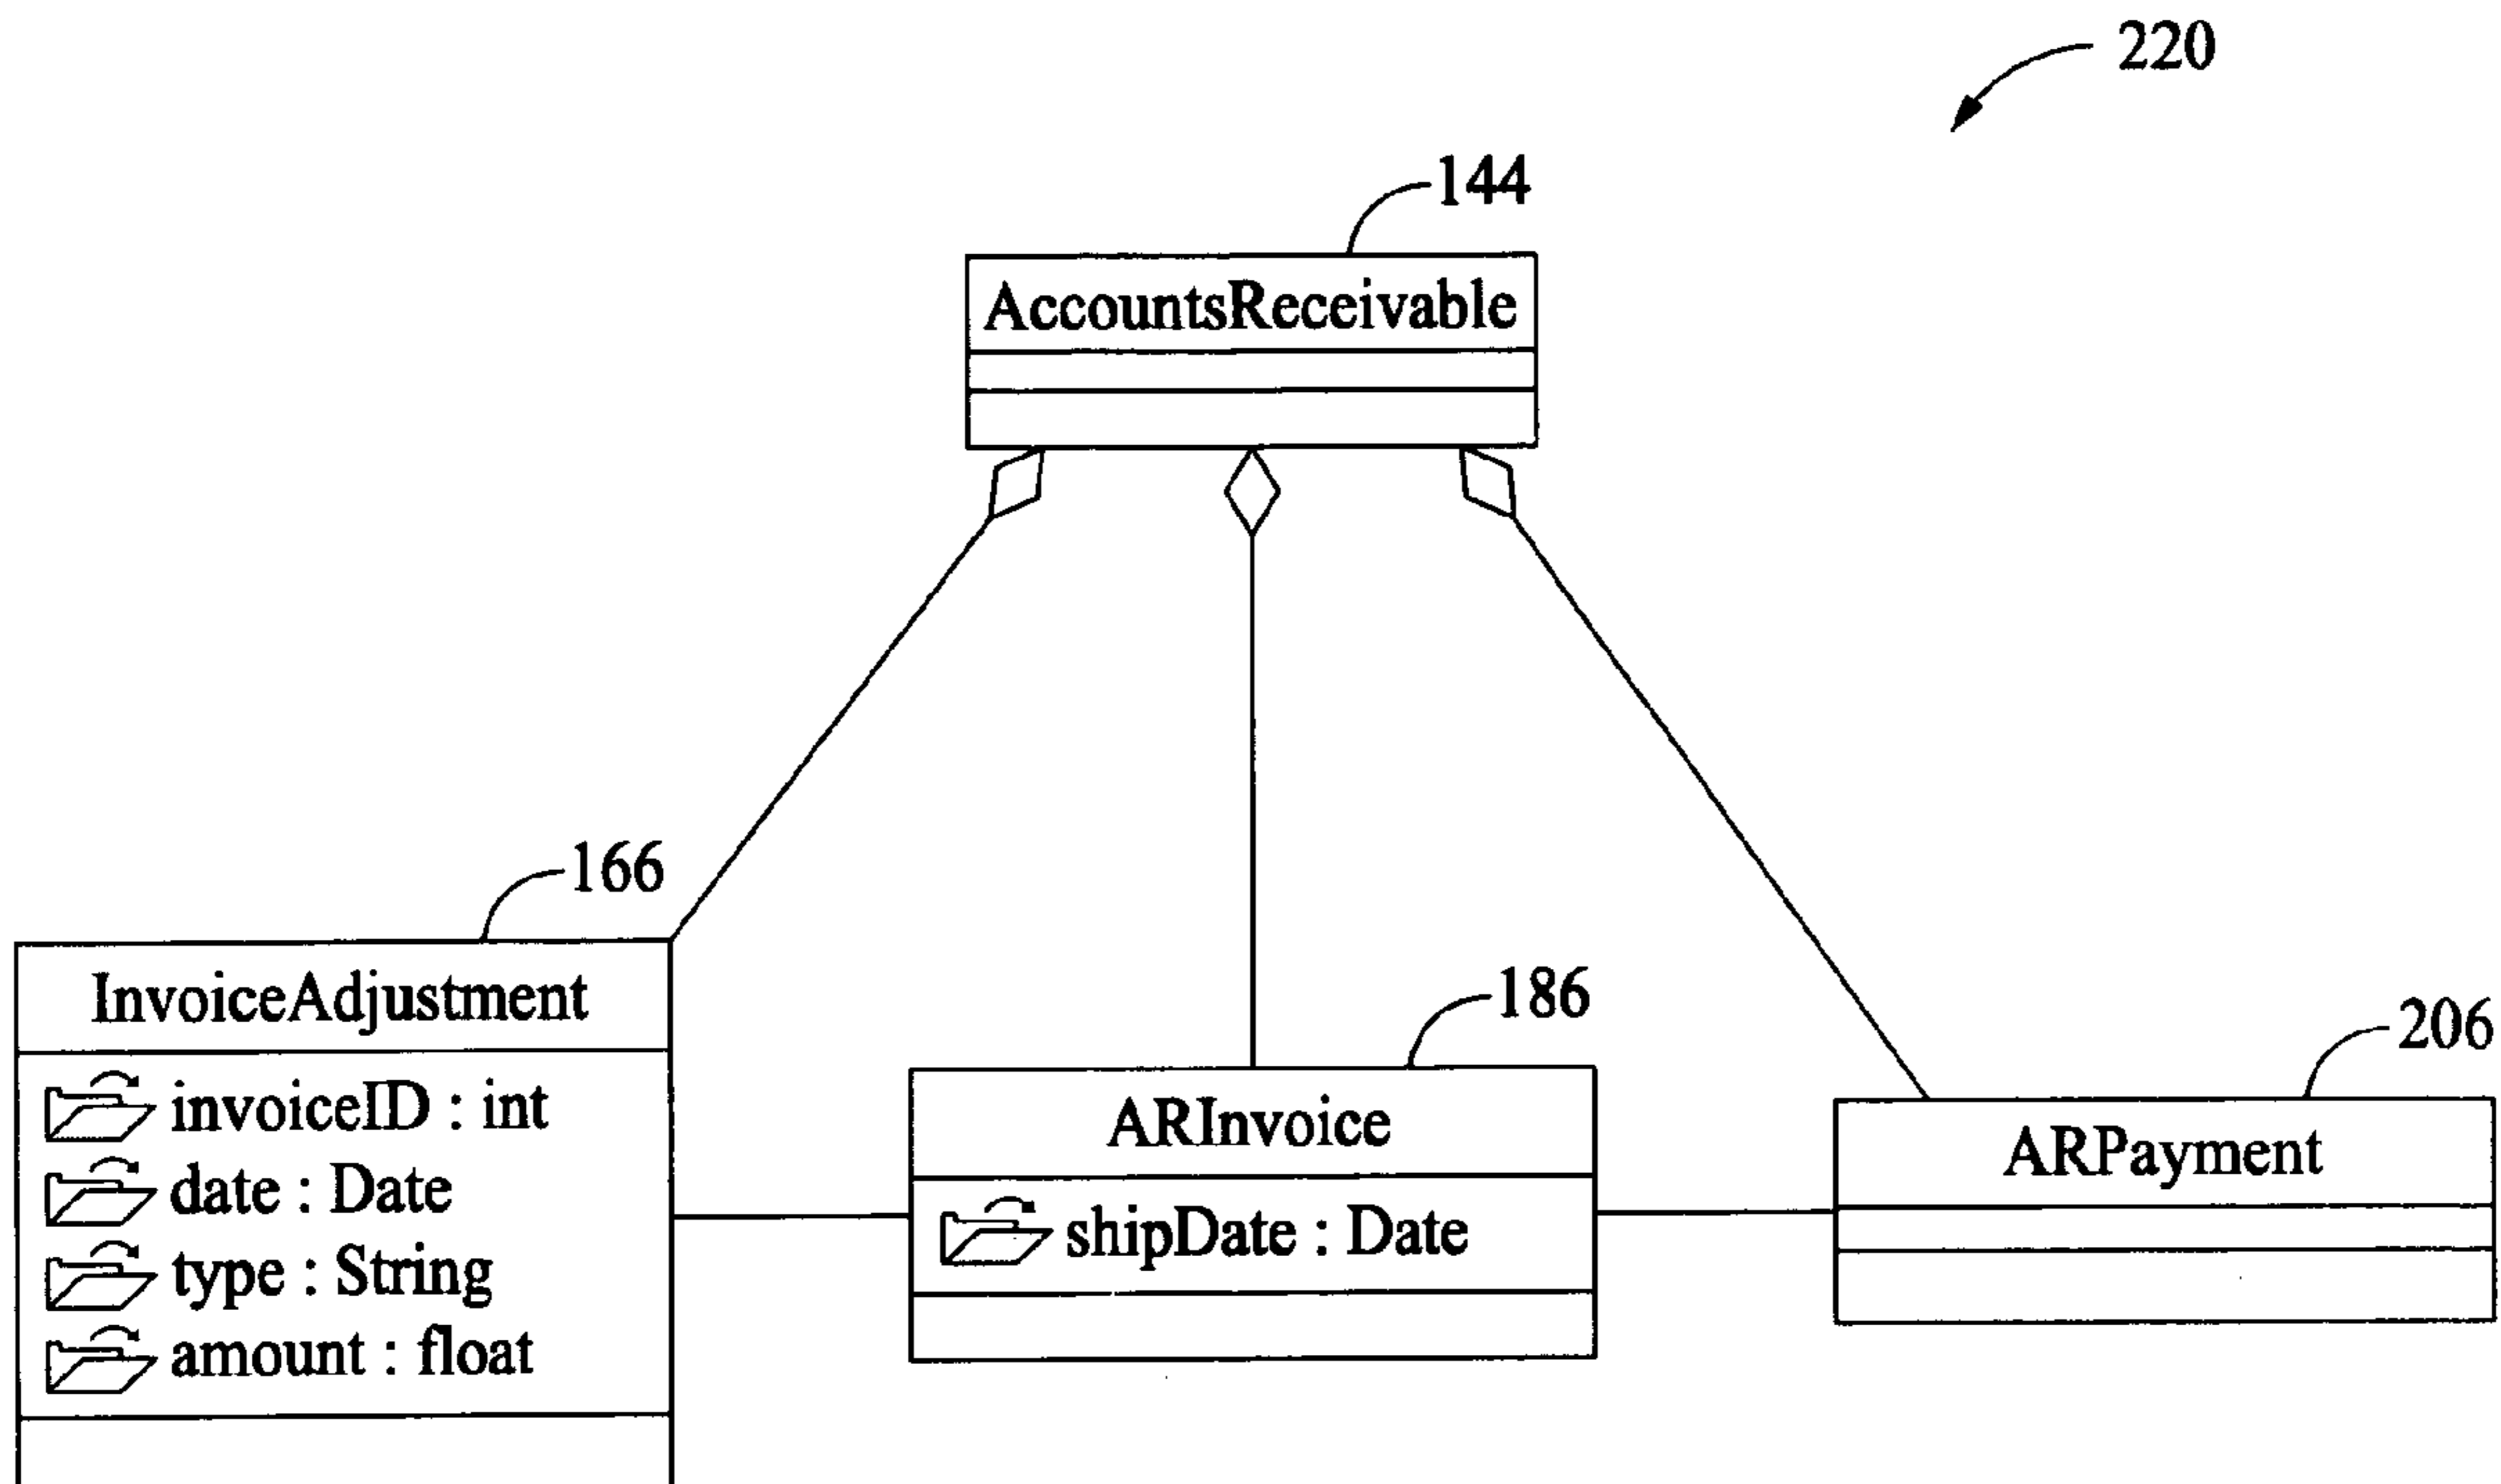 220
144
AccountsReceivable
166
InvoiceAdjustment
invoiceID : int
date : Date
type : String
amount : float
186
ARInvoice
shipDate : Date
206
ARPayment